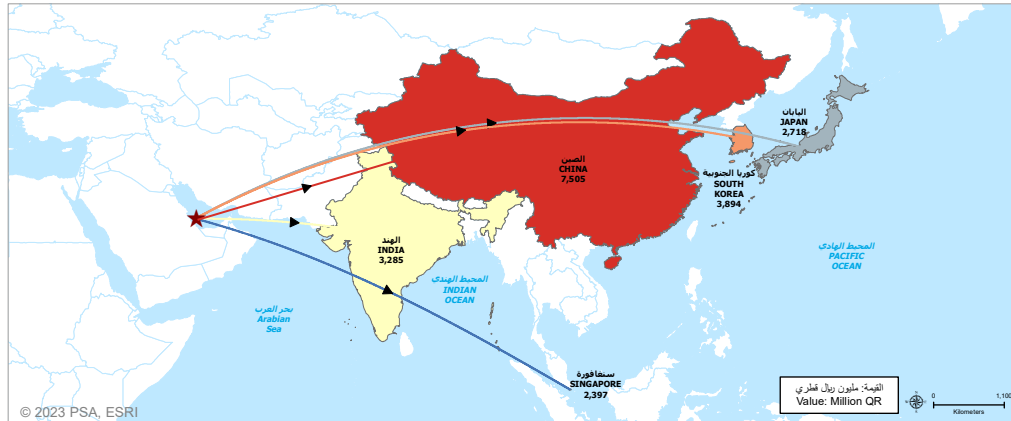 اليابان
JAPAN
2,718
الصين
CHINA
7,505
كوريا الجنوبية
SOUTH
KOREA
3,894
الهند
INDIA
3,285
المحيط الهادي
PACIFIC
OCEAN
المحيط الهندي
INDIAN
OCEAN
بحر العرب
Arabian
Sea
سنغافورة
SINGAPORE
2,397
القيمة: مليون ريال قطري
Value: Million QR
0 1,100
Kilometers
© 2023 PSA, ESRI